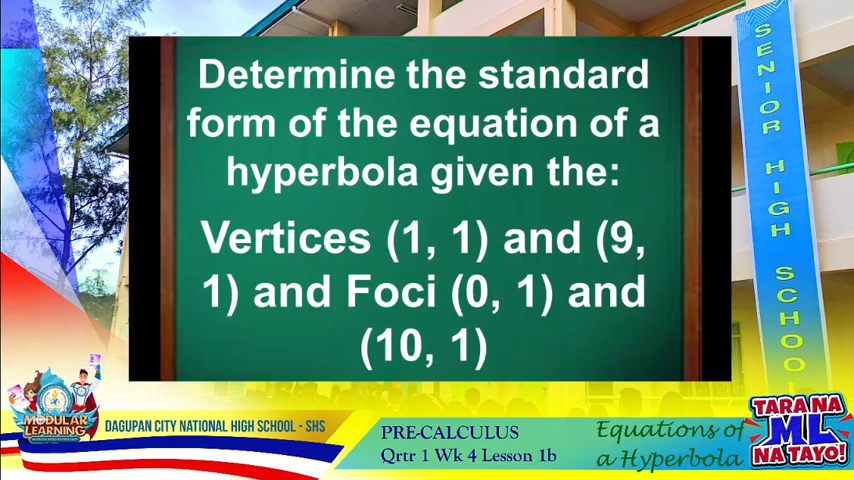 Determine the standard
form of the equation of a
hyperbola given the:
Vertices (1, 1) and (9,
1) and Foci (0, 1) and
(10, 1)
SENIOR HIGH SCHOOL
MODULAR
LEARNING
DAGUPAN CITY NATIONAL HIGH SCHOOL - SHS
PRE-CALCULUS
Qrtr 1 Wk 4 Lesson 1b
Equations of
a Hyperbola
TARA NA
ML
NA TAYO!